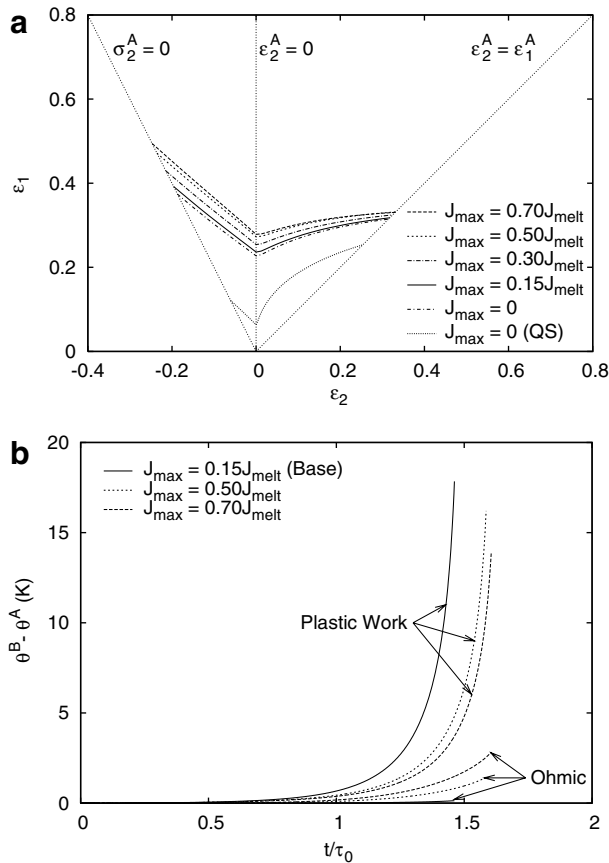 a
0.8
σ₂ᴬ = 0
ε₂ᴬ = 0
ε₂ᴬ = ε₁ᴬ
0.6
ε₁
0.4
0.2
0
J_max = 0.70J_melt
J_max = 0.50J_melt
J_max = 0.30J_melt
J_max = 0.15J_melt
J_max = 0
J_max = 0 (QS)
-0.4 -0.2 0 0.2 0.4 0.6 0.8
ε₂
b
20
J_max = 0.15J_melt (Base)
J_max = 0.50J_melt
J_max = 0.70J_melt
15
θᴮ- θᴬ (K)
10
Plastic Work
5
Ohmic
0
0 0.5 1 1.5 2
t/τ₀